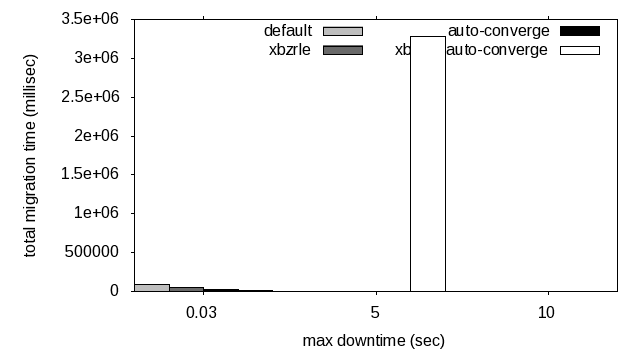 3.5e+06
3e+06
2.5e+06
2e+06
1.5e+06
1e+06
500000
0
total migration time (millisec)
default
xbzrle
auto-converge
xb auto-converge
0.03
5
10
max downtime (sec)